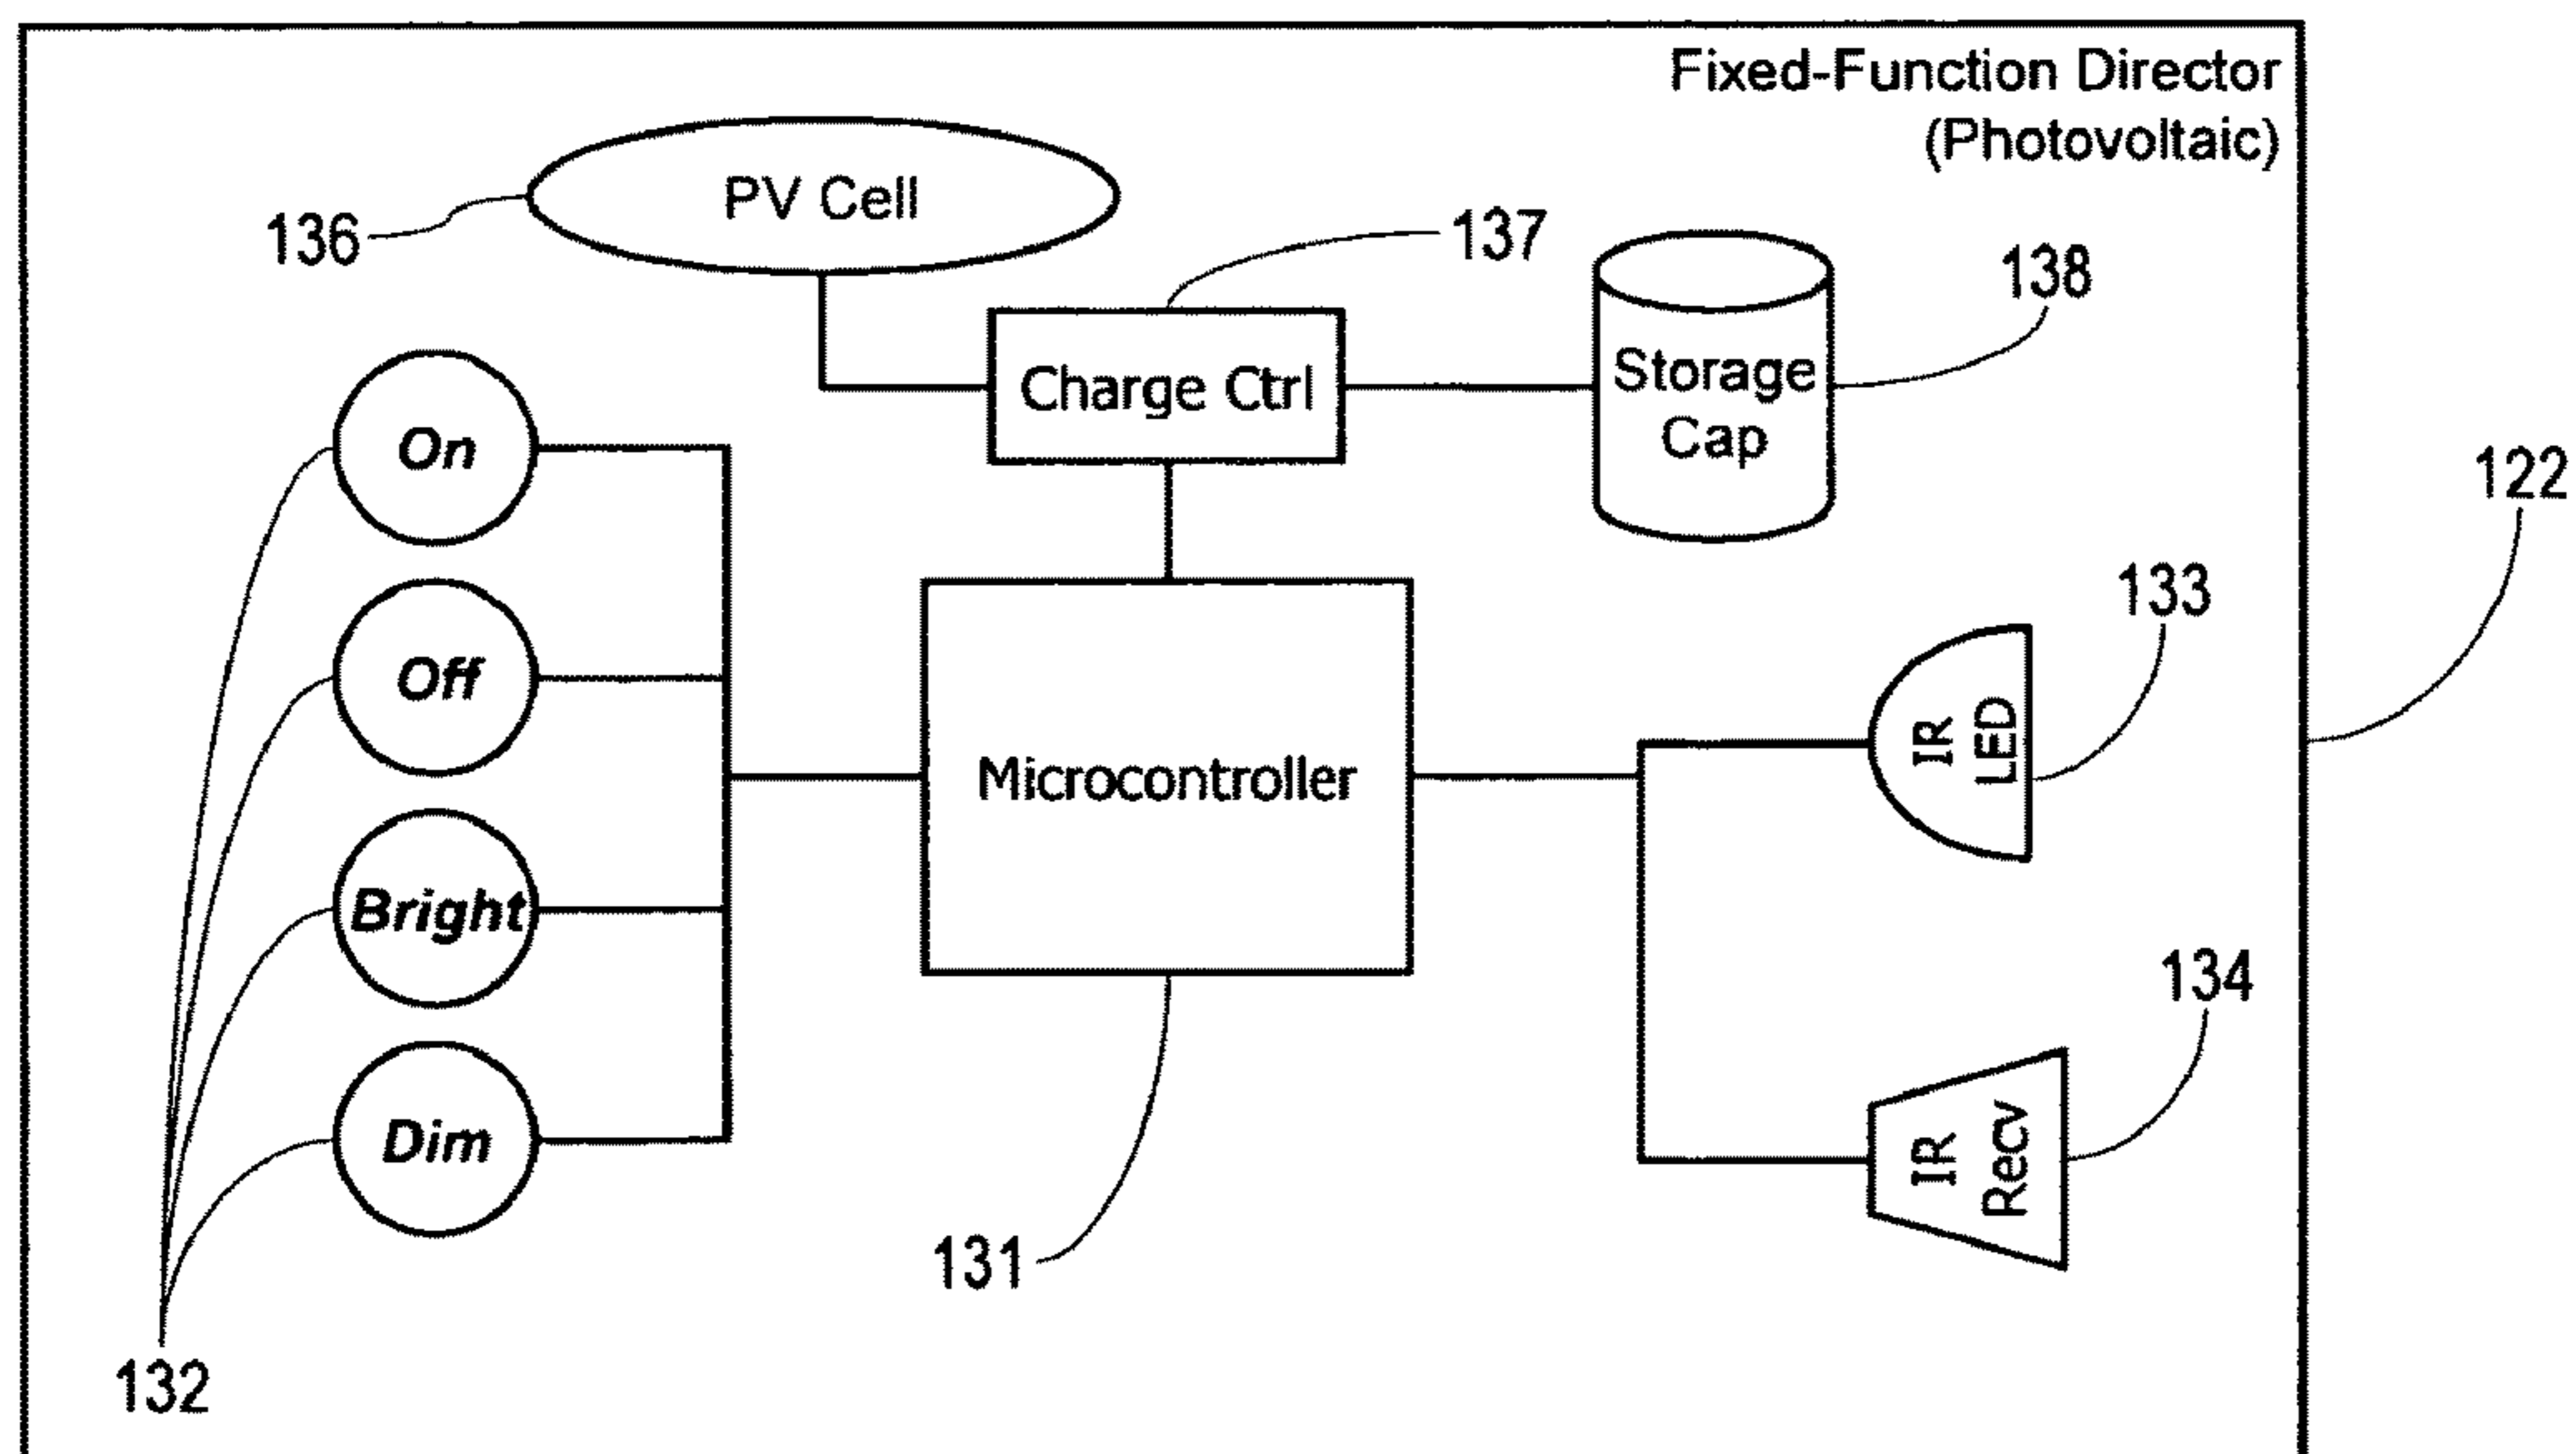 Fixed-Function Director
(Photovoltaic)
PV Cell
136
137
138
Charge Ctrl
Storage
Cap
122
On
Off
Bright
Dim
132
Microcontroller
131
IR
LED
133
IR
Recv
134